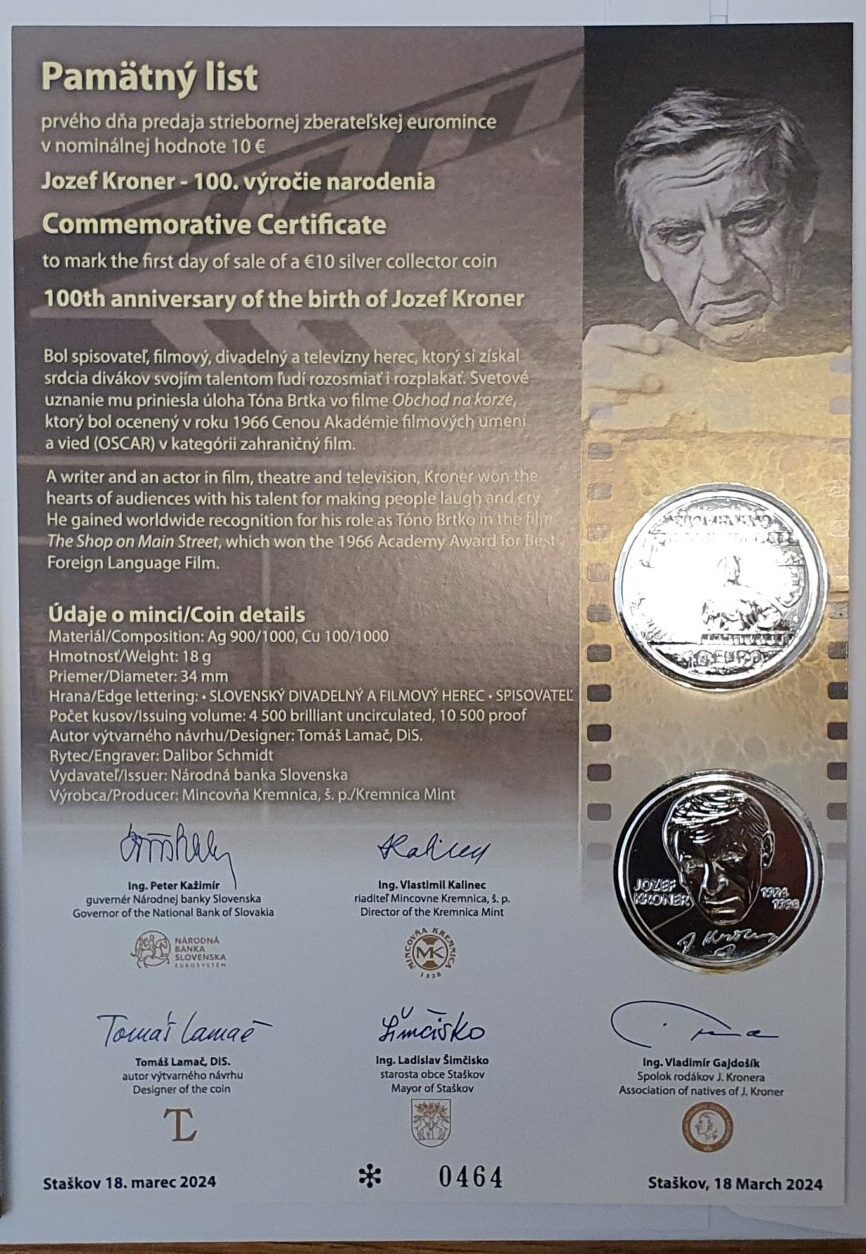 Pamätný list
prvého dňa predaja striebornej zberateľskej euromince
v nominálnej hodnote 10 €
Jozef Kroner - 100. výročie narodenia
Commemorative Certificate
to mark the first day of sale of a €10 silver collector coin
100th anniversary of the birth of Jozef Kroner
Bol spisovateľ, filmový, divadelný a televízny herec, ktorý si získal
srdcia divákov svojím talentom ľudí rozosmiať i rozplakať. Svetové
uznanie mu priniesla úloha Tóna Brtka vo filme Obchod na korze,
ktorý bol ocenený v roku 1966 Cenou Akadémie filmových umení
a vied (OSCAR) v kategórii zahraničný film.
A writer and an actor in film, theatre and television, Kroner won the
hearts of audiences with his talent for making people laugh and cry.
He gained worldwide recognition for his role as Tóno Brtko in the film
The Shop on Main Street, which won the 1966 Academy Award for Best
Foreign Language Film.
Údaje o minci/Coin details
Materiál/Composition: Ag 900/1000, Cu 100/1000
Hmotnosť/Weight: 18 g
Priemer/Diameter: 34 mm
Hrana/Edge lettering: • SLOVENSKÝ DIVADELNÝ A FILMOVÝ HEREC • SPISOVATEĽ
Počet kusov/Issuing volume: 4 500 brilliant uncirculated, 10 500 proof
Autor výtvarného návrhu/Designer: Tomáš Lamač, DiS.
Rytec/Engraver: Dalibor Schmidt
Vydavateľ/Issuer: Národná banka Slovenska
Výrobca/Producer: Mincovňa Kremnica, š. p./Kremnica Mint
SLOVENSKO
10 EURO
JOZEF
KRONER
1924
1998
J. Kroner
Kalinec
Ing. Peter Kažimír
guvernér Národnej banky Slovenska
Governor of the National Bank of Slovakia
NÁRODNÁ
BANKA
SLOVENSKA
EUROSYSTÉM
Ing. Vlastimil Kalinec
riaditeľ Mincovne Kremnica, š. p.
Director of the Kremnica Mint
MINCOVŇA KREMNICA
MK
1328
Tomáš Lamač
Tomáš Lamač, DiS.
autor výtvarného návrhu
Designer of the coin
TL
Šimčisko
Ing. Ladislav Šimčisko
starosta obce Staškov
Mayor of Staškov
Ing. Vladimír Gajdošík
Spolok rodákov J. Kronera
Association of natives of J. Kroner
Staškov 18. marec 2024
* 0464
Staškov, 18 March 2024